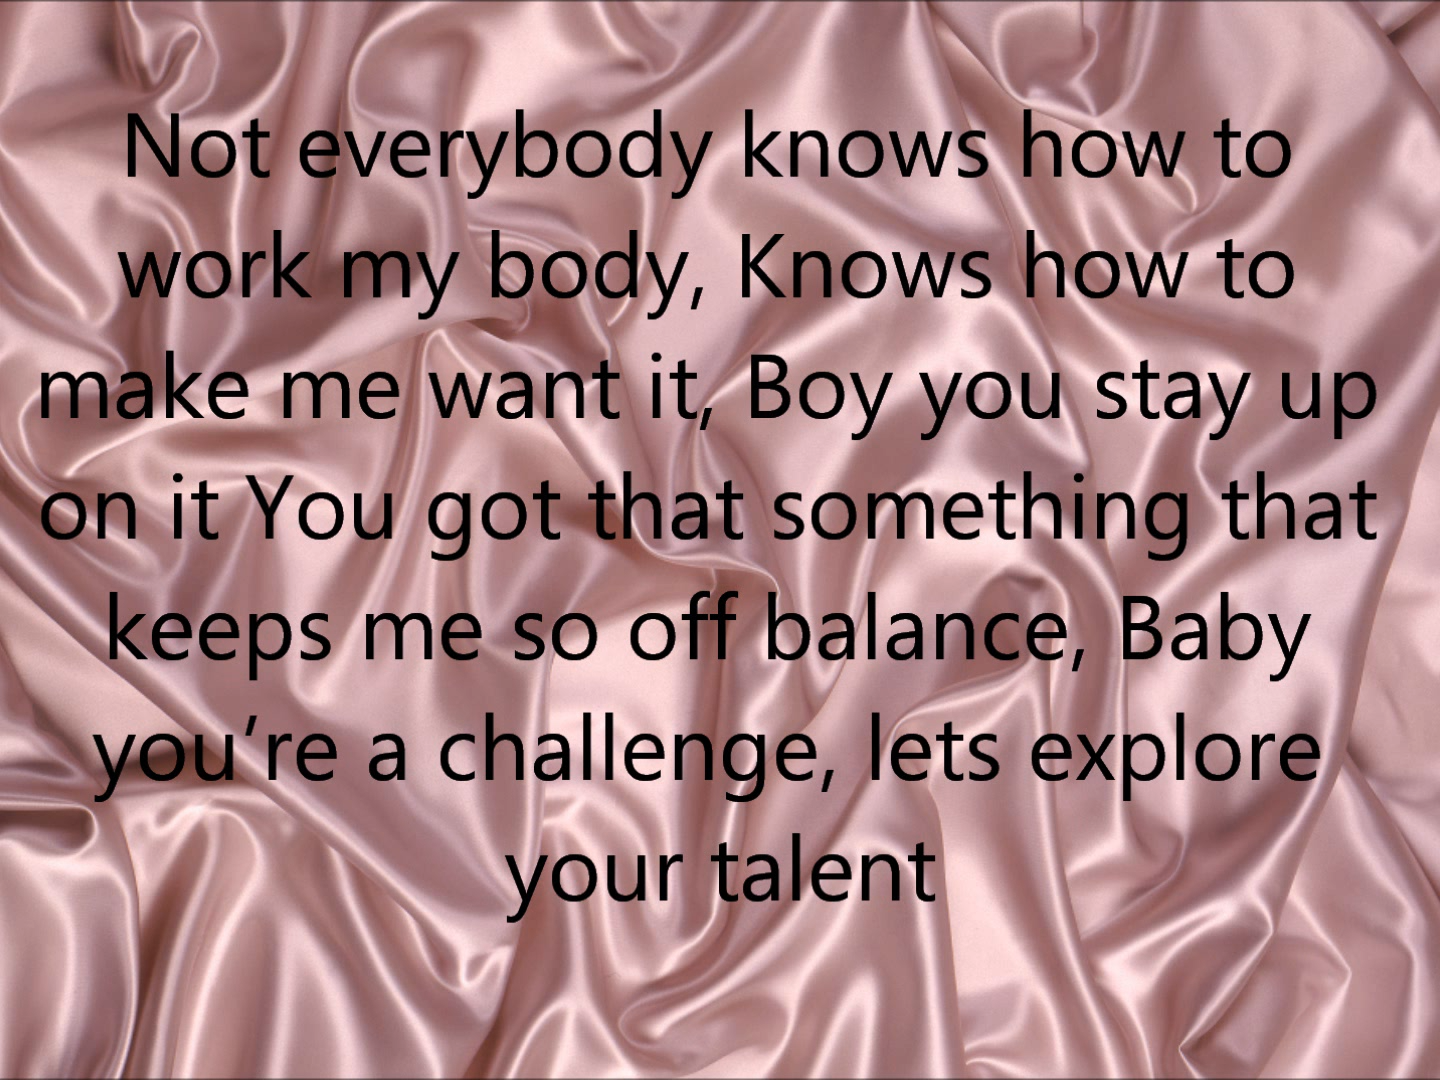 Not everybody knows how to
work my body, Knows how to
make me want it, Boy you stay up
on it You got that something that
keeps me so off balance, Baby
you’re a challenge, lets explore
your talent